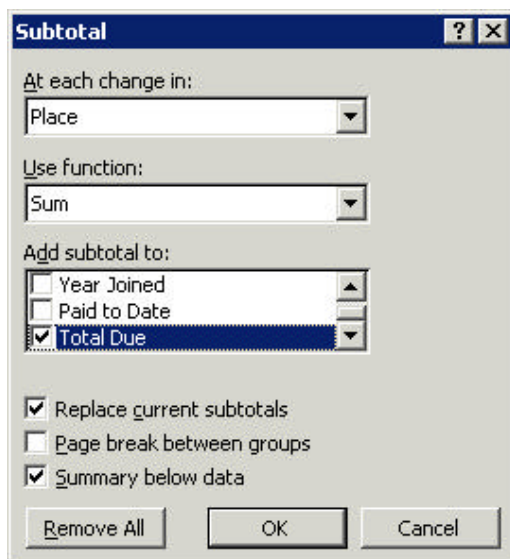 Subtotal
At each change in:
Place
Use function:
Sum
Add subtotal to:
Year Joined
Paid to Date
Total Due
Replace current subtotals
Page break between groups
Summary below data
Remove All OK Cancel